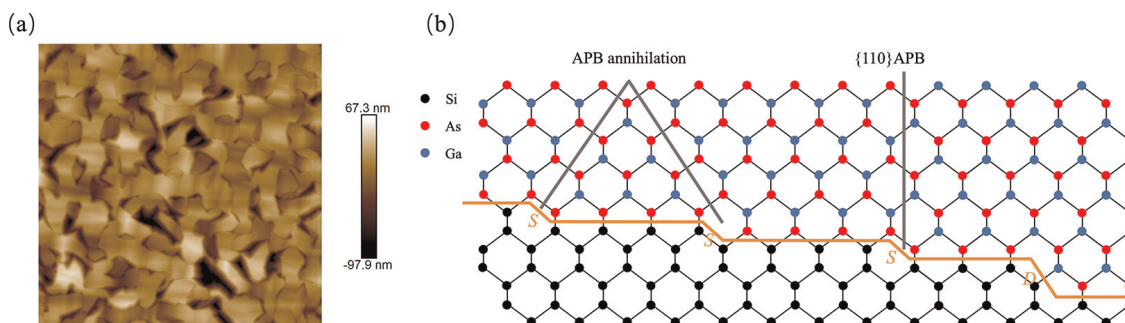 (a)
67.3 nm
-97.9 nm
(b)
APB annihilation
{110}APB
Si
As
Ga
S
S
S
D